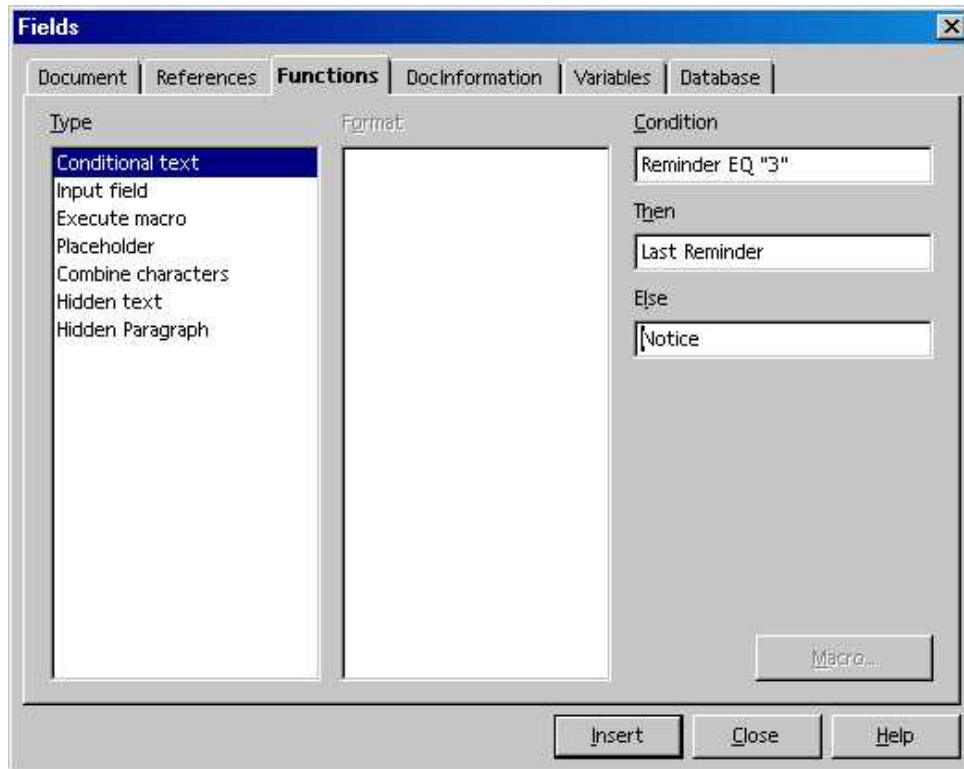 Fields
Document References Functions DocInformation Variables Database
Type Format Condition
Conditional text
Input field
Execute macro
Placeholder
Combine characters
Hidden text
Hidden Paragraph
Reminder EQ "3"
Then
Last Reminder
Else
Notice
Macro...
Insert Close Help